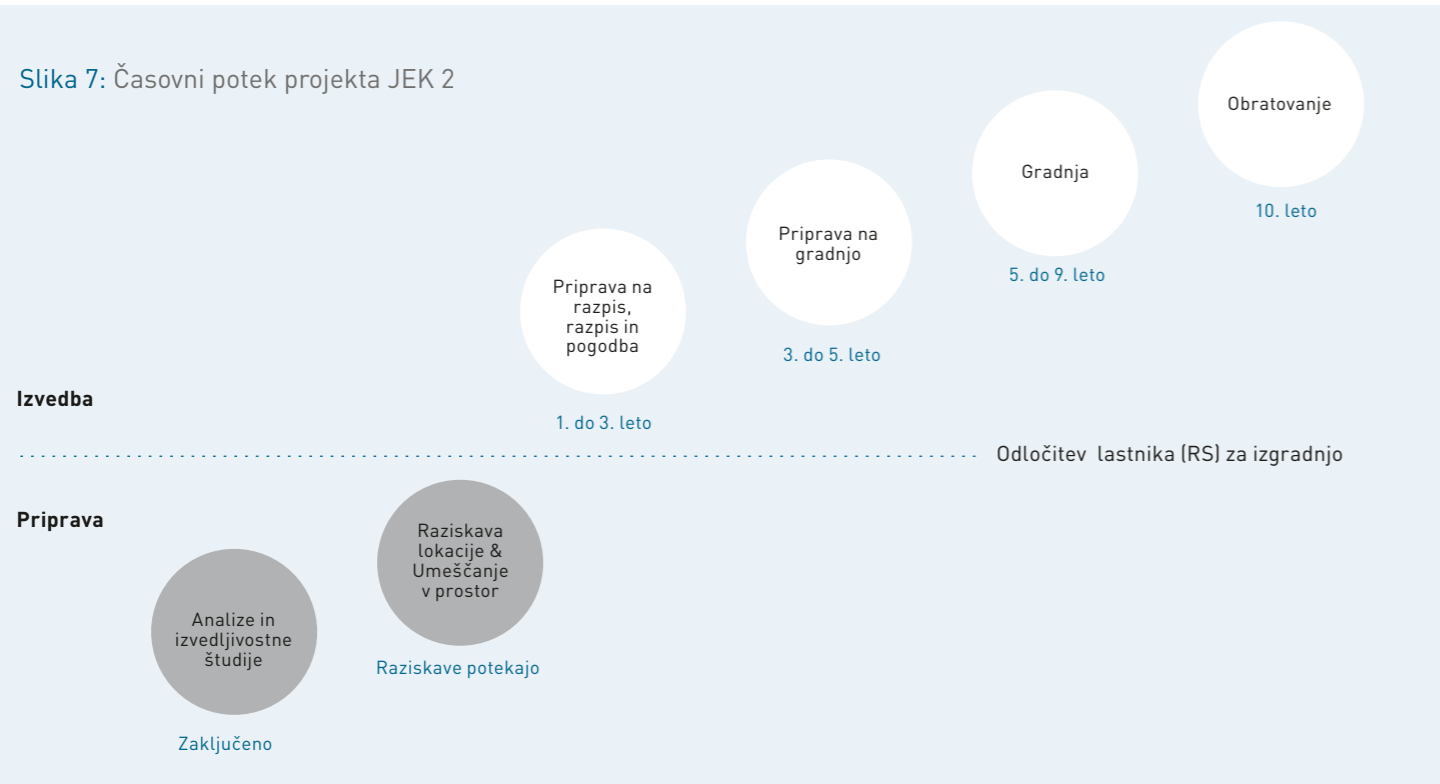 Slika 7: Časovni potek projekta JEK 2
Obratovanje
10. leto
Gradnja
5. do 9. leto
Priprava na
gradnjo
3. do 5. leto
Priprava na
razpis,
razpis in
pogodba
1. do 3. leto
Izvedba
Odločitev lastnika (RS) za izgradnjo
Priprava
Raziskava
lokacije &
Umeščanje
v prostor
Raziskave potekajo
Analize in
izvedljivostne
študije
Zaključeno